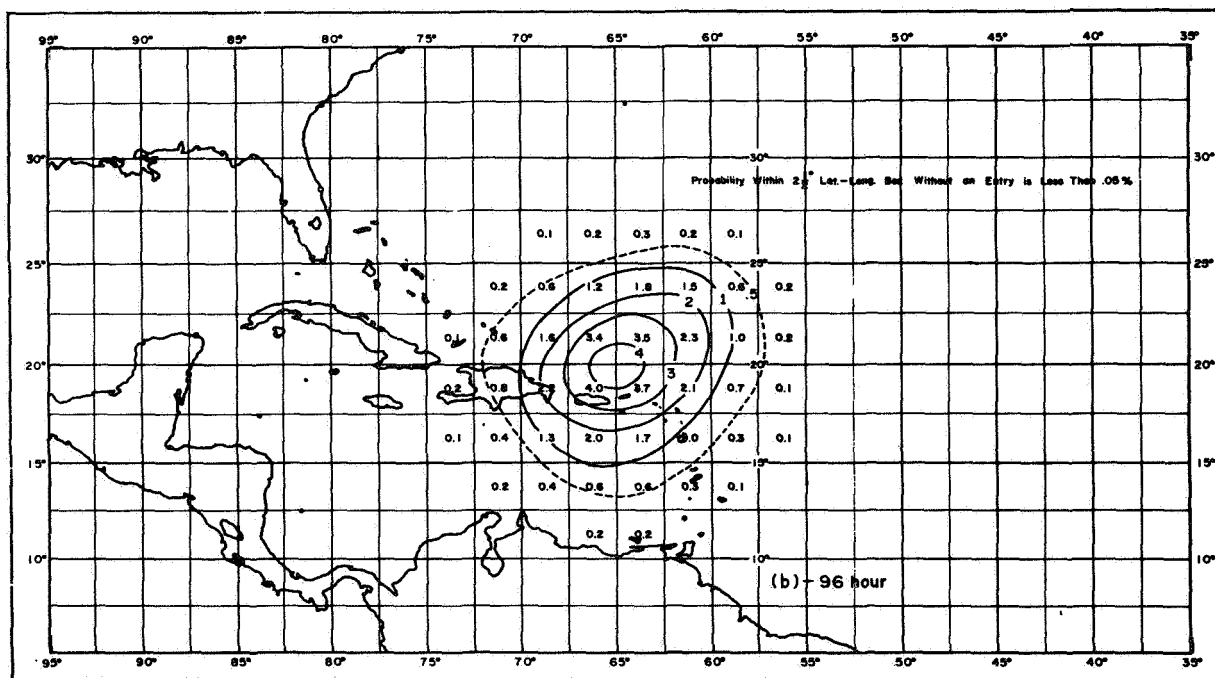 95° 90° 85° 80° 75° 70° 65° 60° 55° 50° 45° 40° 35°
30° 30° 30°
Probability Within 2½° Lat.-Long. Box Without an Entry is Less Than .05%
0.1 0.2 0.3 0.2 0.1
25° 25° 25°
0.2 0.6 1.2 1.8 1.5 0.6 .5 0.2
2 1
0.1 0.6 1.6 3.4 3.5 2.3 1.0 0.2
4
20° 20° 20°
3
0.2 0.8 4.0 3.7 2.1 0.7 0.1
0.1 0.4 1.3 2.0 1.7 0.3 0.1
15° 15° 15°
0.2 0.4 0.6 0.6 0.3 0.1
0.2 0.2
10° 10° 10°
(b) - 96 hour
95° 90° 85° 80° 75° 70° 65° 60° 55° 50° 45° 40° 35°